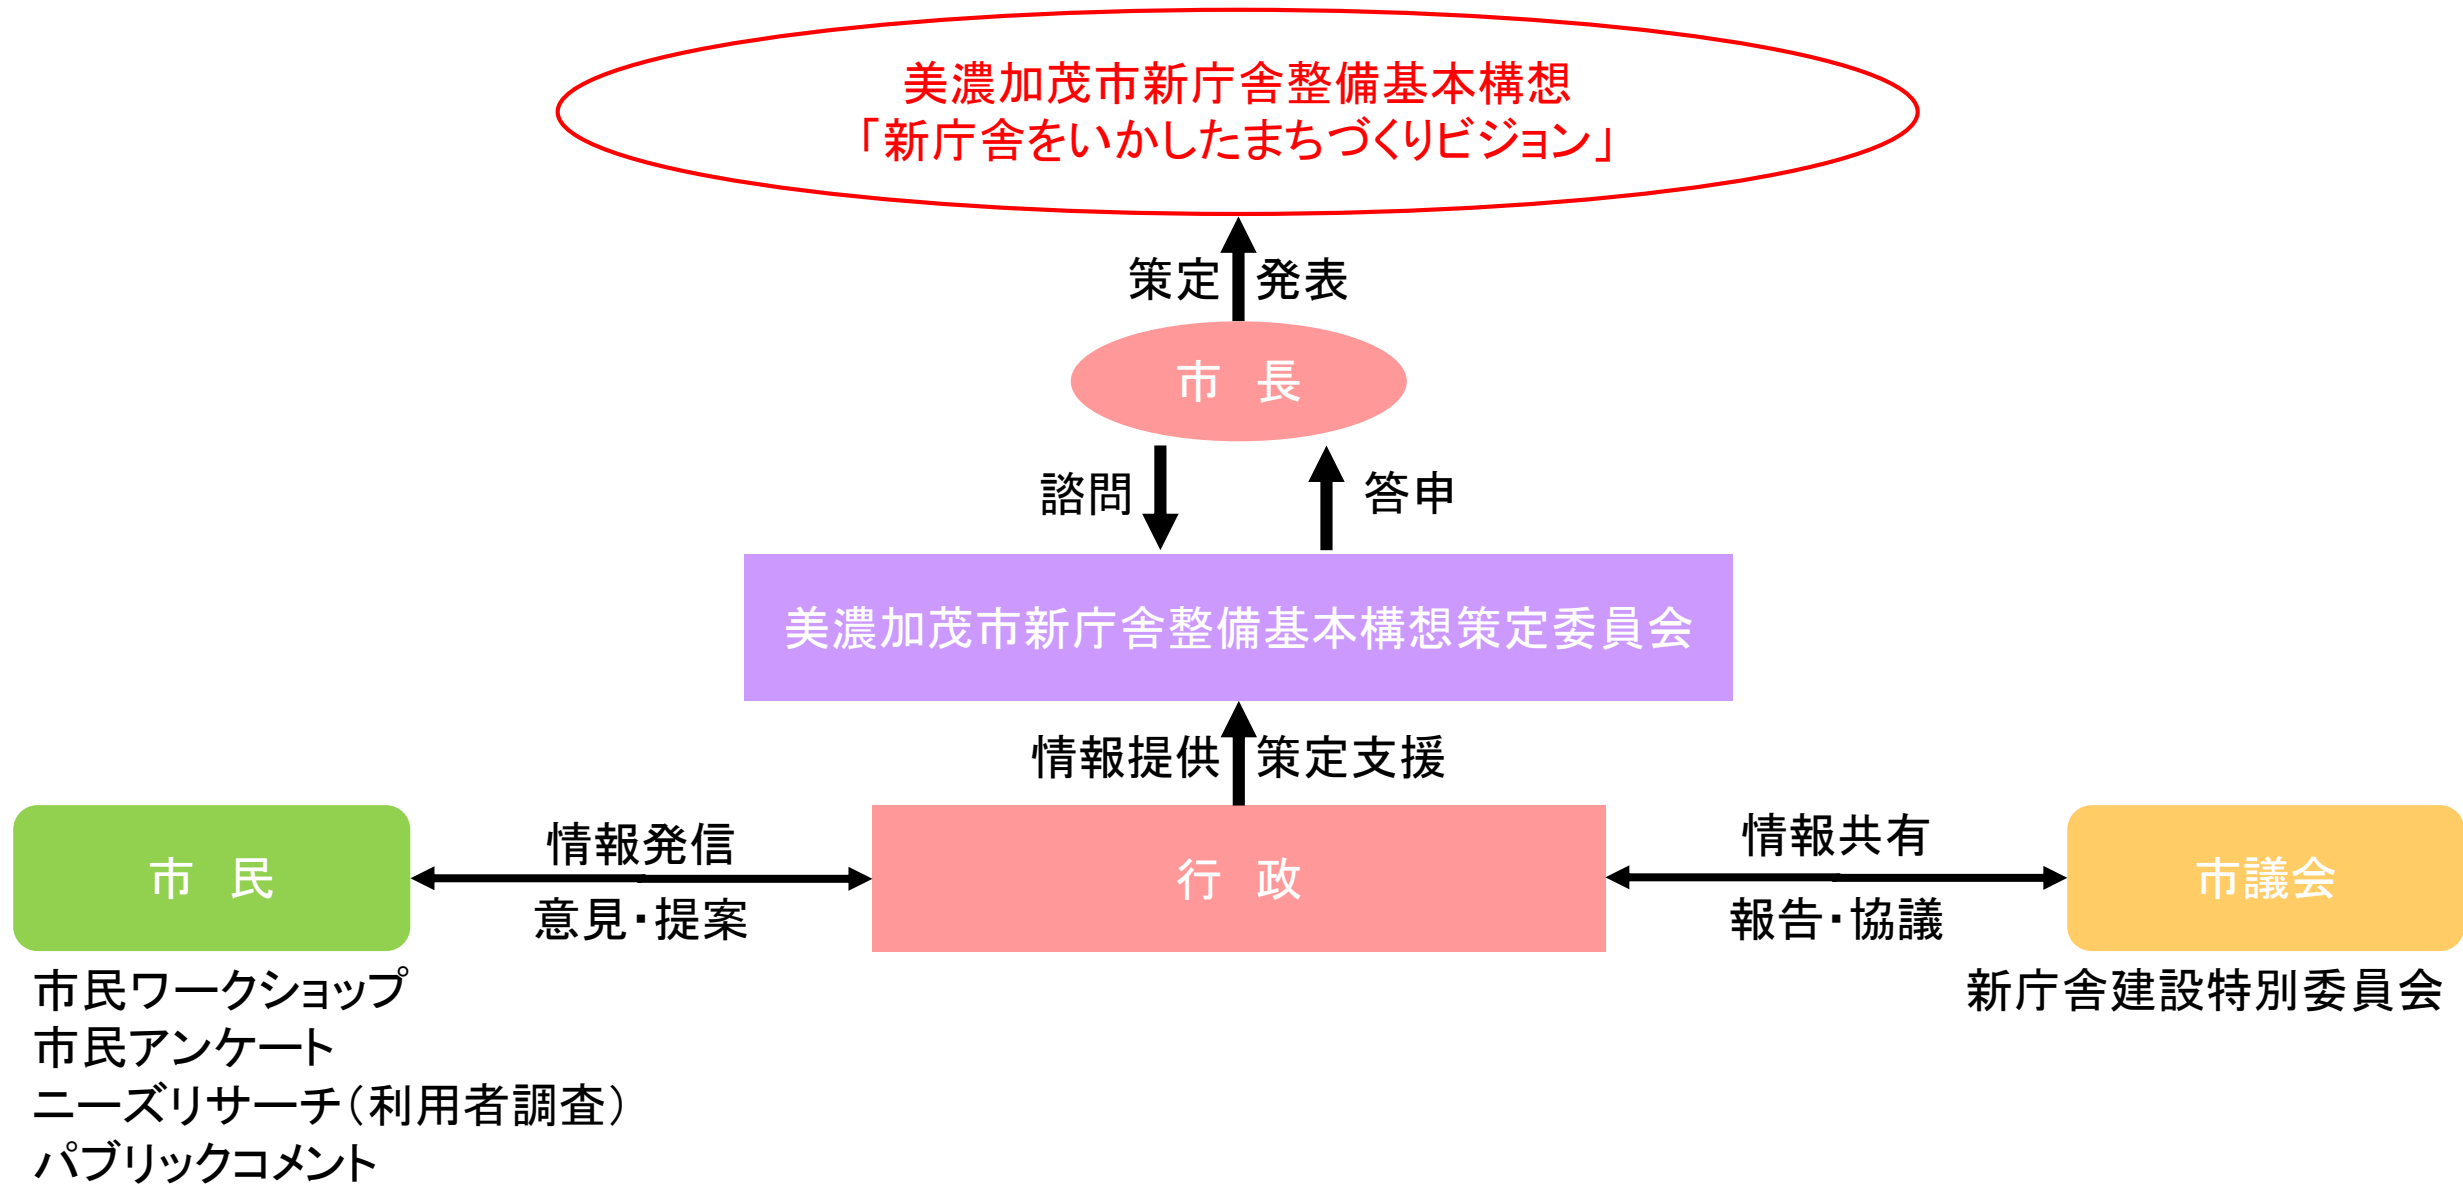 美濃加茂市新庁舎整備基本構想
「新庁舎をいかしたまちづくりビジョン」
策定 発表
市　長
諮問 答申
美濃加茂市新庁舎整備基本構想策定委員会
情報提供 策定支援
市　民
情報発信
意見・提案
行　政
情報共有
報告・協議
市議会
市民ワークショップ
市民アンケート
ニーズリサーチ（利用者調査）
パブリックコメント
新庁舎建設特別委員会